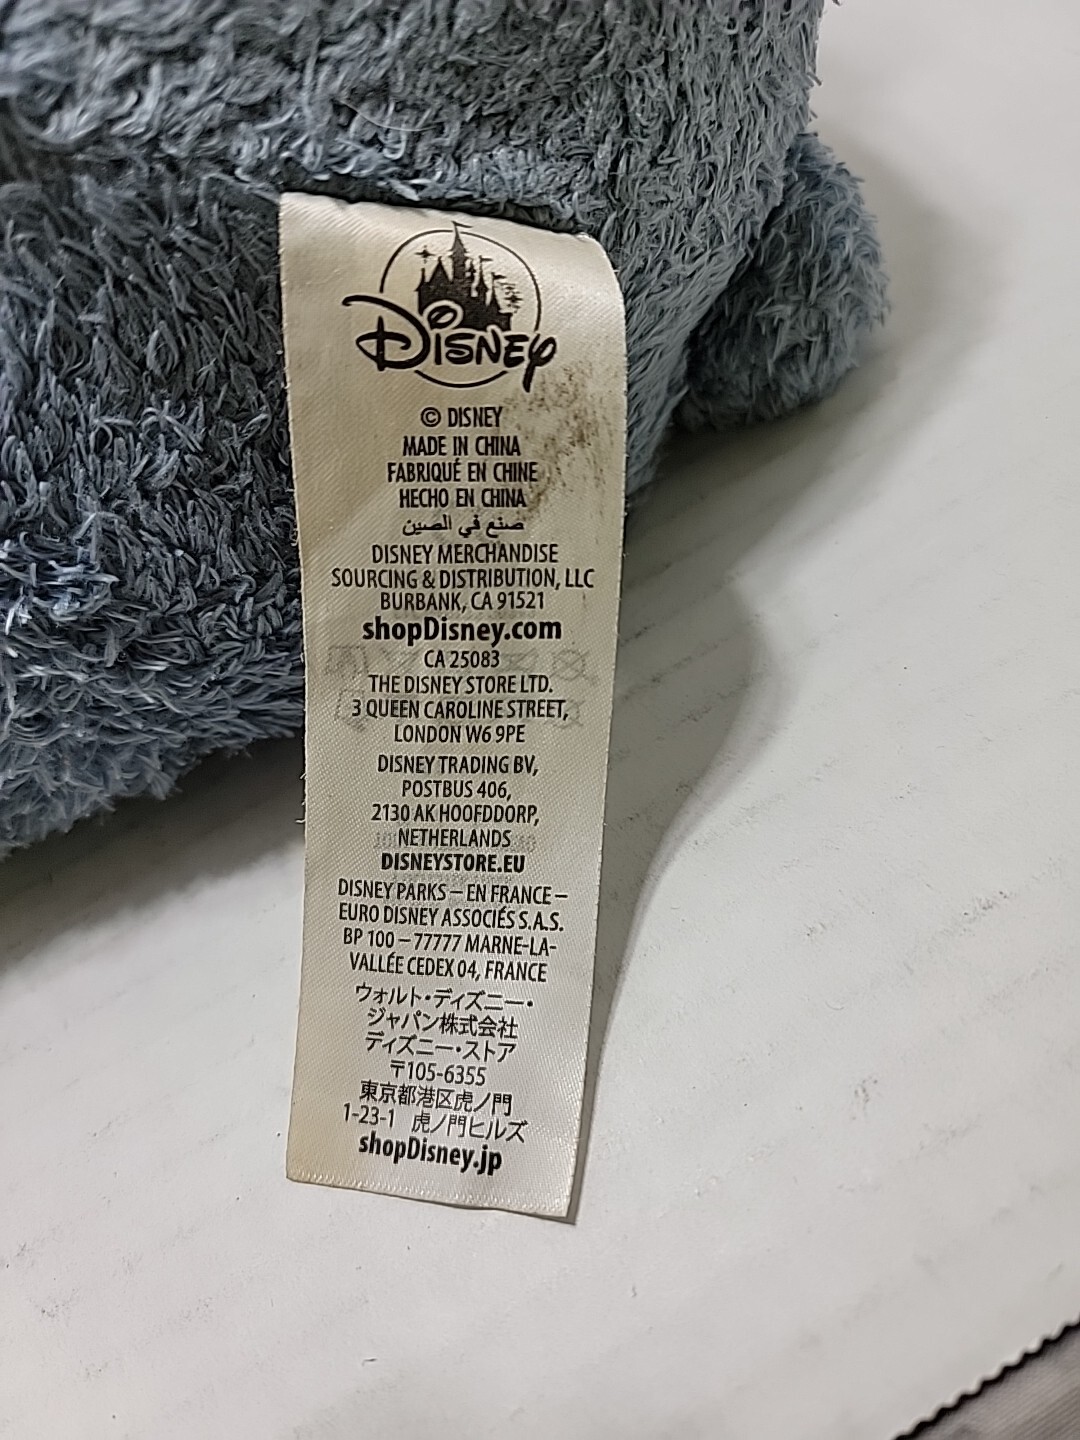 Disney
© DISNEY
MADE IN CHINA
FABRIQUÉ EN CHINE
HECHO EN CHINA
صنع في الصين
DISNEY MERCHANDISE
SOURCING & DISTRIBUTION, LLC
BURBANK, CA 91521
shopDisney.com
CA 25083
THE DISNEY STORE LTD.
3 QUEEN CAROLINE STREET,
LONDON W6 9PE
DISNEY TRADING BV,
POSTBUS 406,
2130 AK HOOFDDORP,
NETHERLANDS
DISNEYSTORE.EU
DISNEY PARKS – EN FRANCE –
EURO DISNEY ASSOCIÉS S.A.S.
BP 100 – 77777 MARNE-LA-
VALLÉE CEDEX 04, FRANCE
ウォルト・ディズニー・
ジャパン株式会社
ディズニー・ストア
〒105-6355
東京都港区虎ノ門
1-23-1 虎ノ門ヒルズ
shopDisney.jp